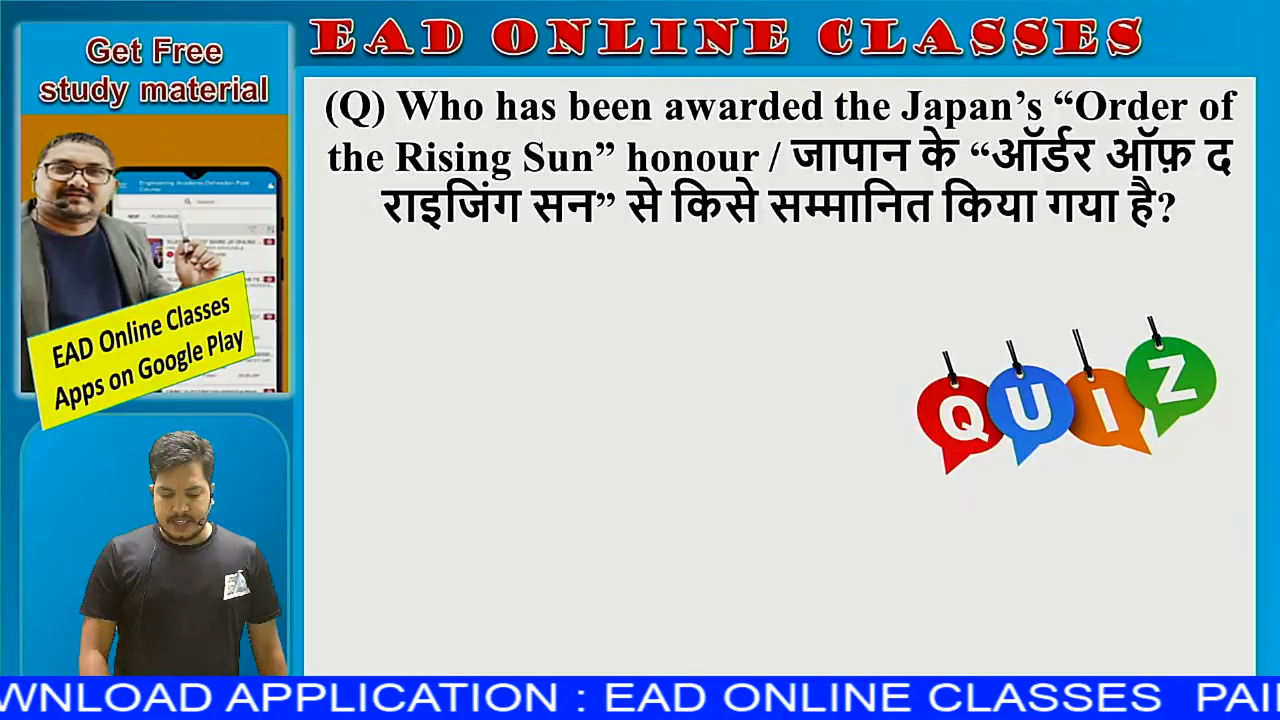 EAD ONLINE CLASSES
Get Free
study material
EAD Online Classes
Apps on Google Play
(Q) Who has been awarded the Japan’s “Order of
the Rising Sun” honour / जापान के “ऑर्डर ऑफ़ द
राइजिंग सन” से किसे सम्मानित किया गया है?
QUIZ
WNLOAD APPLICATION : EAD ONLINE CLASSES PAI